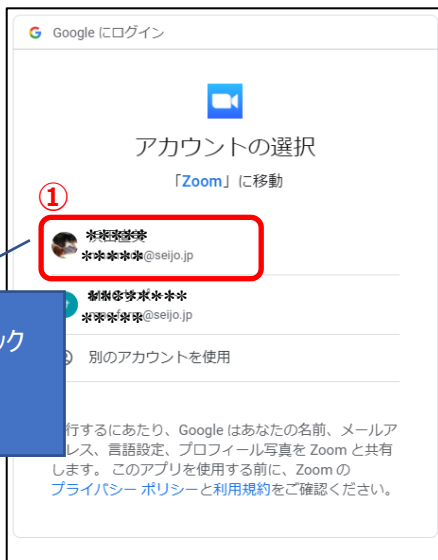 Google にログイン
アカウントの選択
「Zoom」に移動
①
@seijo.jp
@seijo.jp
別のアカウントを使用
行するにあたり、Google はあなたの名前、メールア
レス、言語設定、プロフィール写真を Zoom と共有
します。 このアプリを使用する前に、Zoom の
プライバシー ポリシーと利用規約をご確認ください。